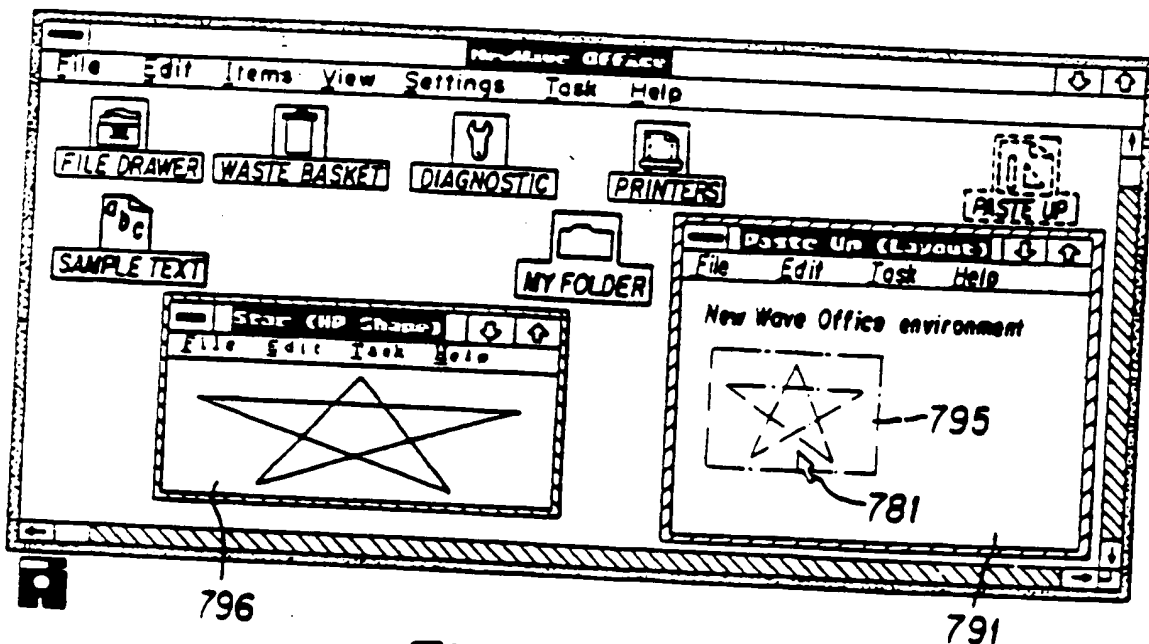 NewWave Office
File Edit Items View Settings Task Help
FILE DRAWER
WASTE BASKET
DIAGNOSTIC
PRINTERS
PASTE UP
abc
SAMPLE TEXT
MY FOLDER
Paste Up (Layout)
File Edit Task Help
New Wave Office environment
Star (HP Shape)
File Edit Task Help
795
781
796
791